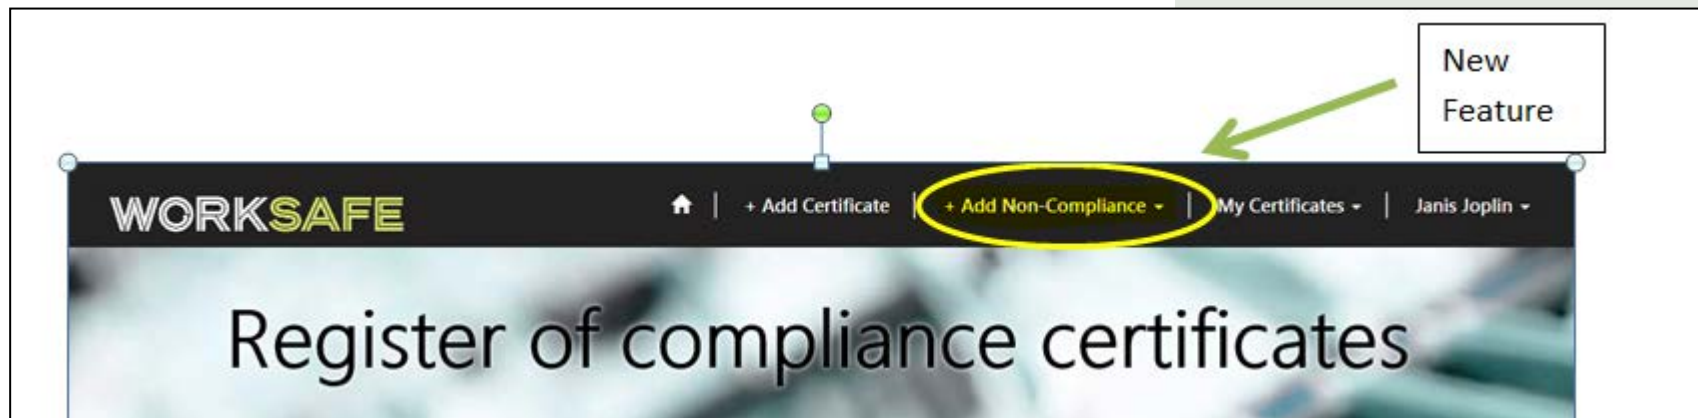 New
Feature
WORKSAFE
+ Add Certificate | + Add Non-Compliance | My Certificates | Janis Joplin
Register of compliance certificates